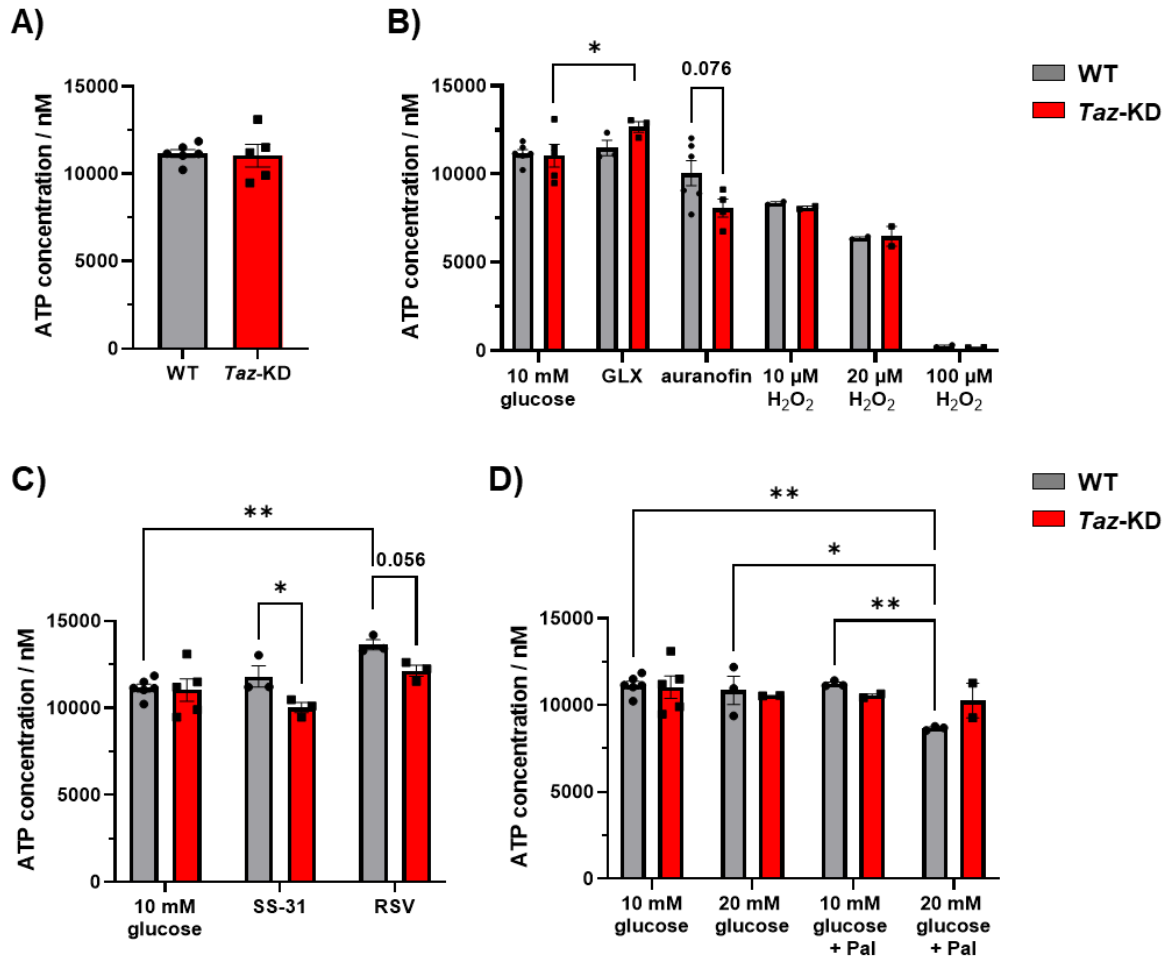 A)
ATP concentration / nM
15000
10000
5000
0
WT
Taz-KD
B)
ATP concentration / nM
15000
10000
5000
0
*
0.076
10 mM
glucose
GLX
auranofin
10 µM
H₂O₂
20 µM
H₂O₂
100 µM
H₂O₂
WT
Taz-KD
C)
ATP concentration / nM
15000
10000
5000
0
**
*
0.056
10 mM
glucose
SS-31
RSV
D)
ATP concentration / nM
15000
10000
5000
0
**
*
**
10 mM
glucose
20 mM
glucose
10 mM
glucose
+ Pal
20 mM
glucose
+ Pal
WT
Taz-KD